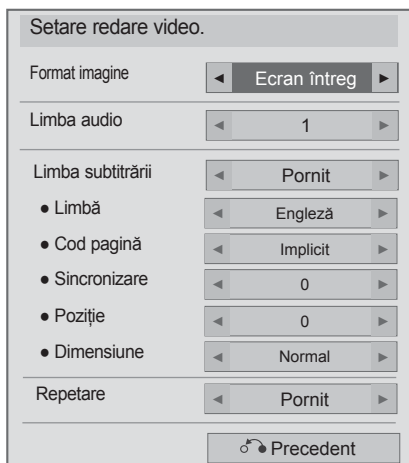 Setare redare video.
Format imagine ◄ Ecran întreg ►
Limba audio ◄ 1 ►
Limba subtitrării ◄ Pornit ►
● Limbă ◄ Engleză ►
● Cod pagină ◄ Implicit ►
● Sincronizare ◄ 0 ►
● Poziție ◄ 0 ►
● Dimensiune ◄ Normal ►
Repetare ◄ Pornit ►
Precedent